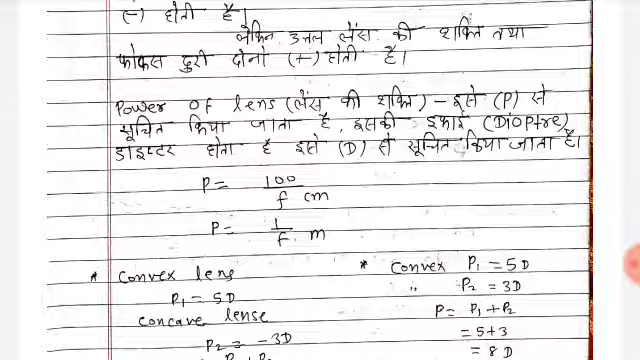 (-) होती है।
लेकिन उत्तल लेंस की शक्ति तथा
फोकस दुरी दोनो (+) होती है।
Power of lens (लेंस की शक्ति) - इसे (P) से
सूचित किया जाता है, इसकी इकाई (Dioptre)
डाइप्टर होता है इसे (D) से सूचित किया जाता है।
P = 100 / f cm
P = 1 / f. m
* Convex lens
P₁ = 5D
Concave lense
P₂ = -3D
* Convex P₁ = 5D
" P₂ = 3D
P = P₁ + P₂
= 5 + 3
= 8 D